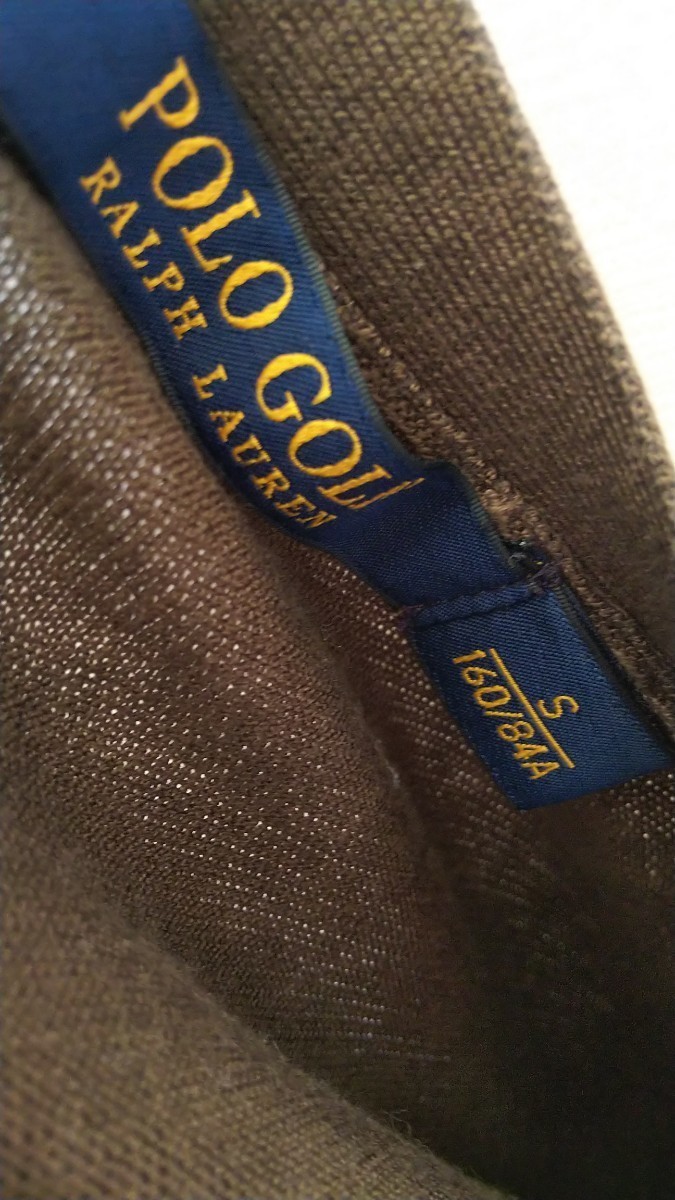 POLO GOLF
RALPH LAUREN
S
160/84A